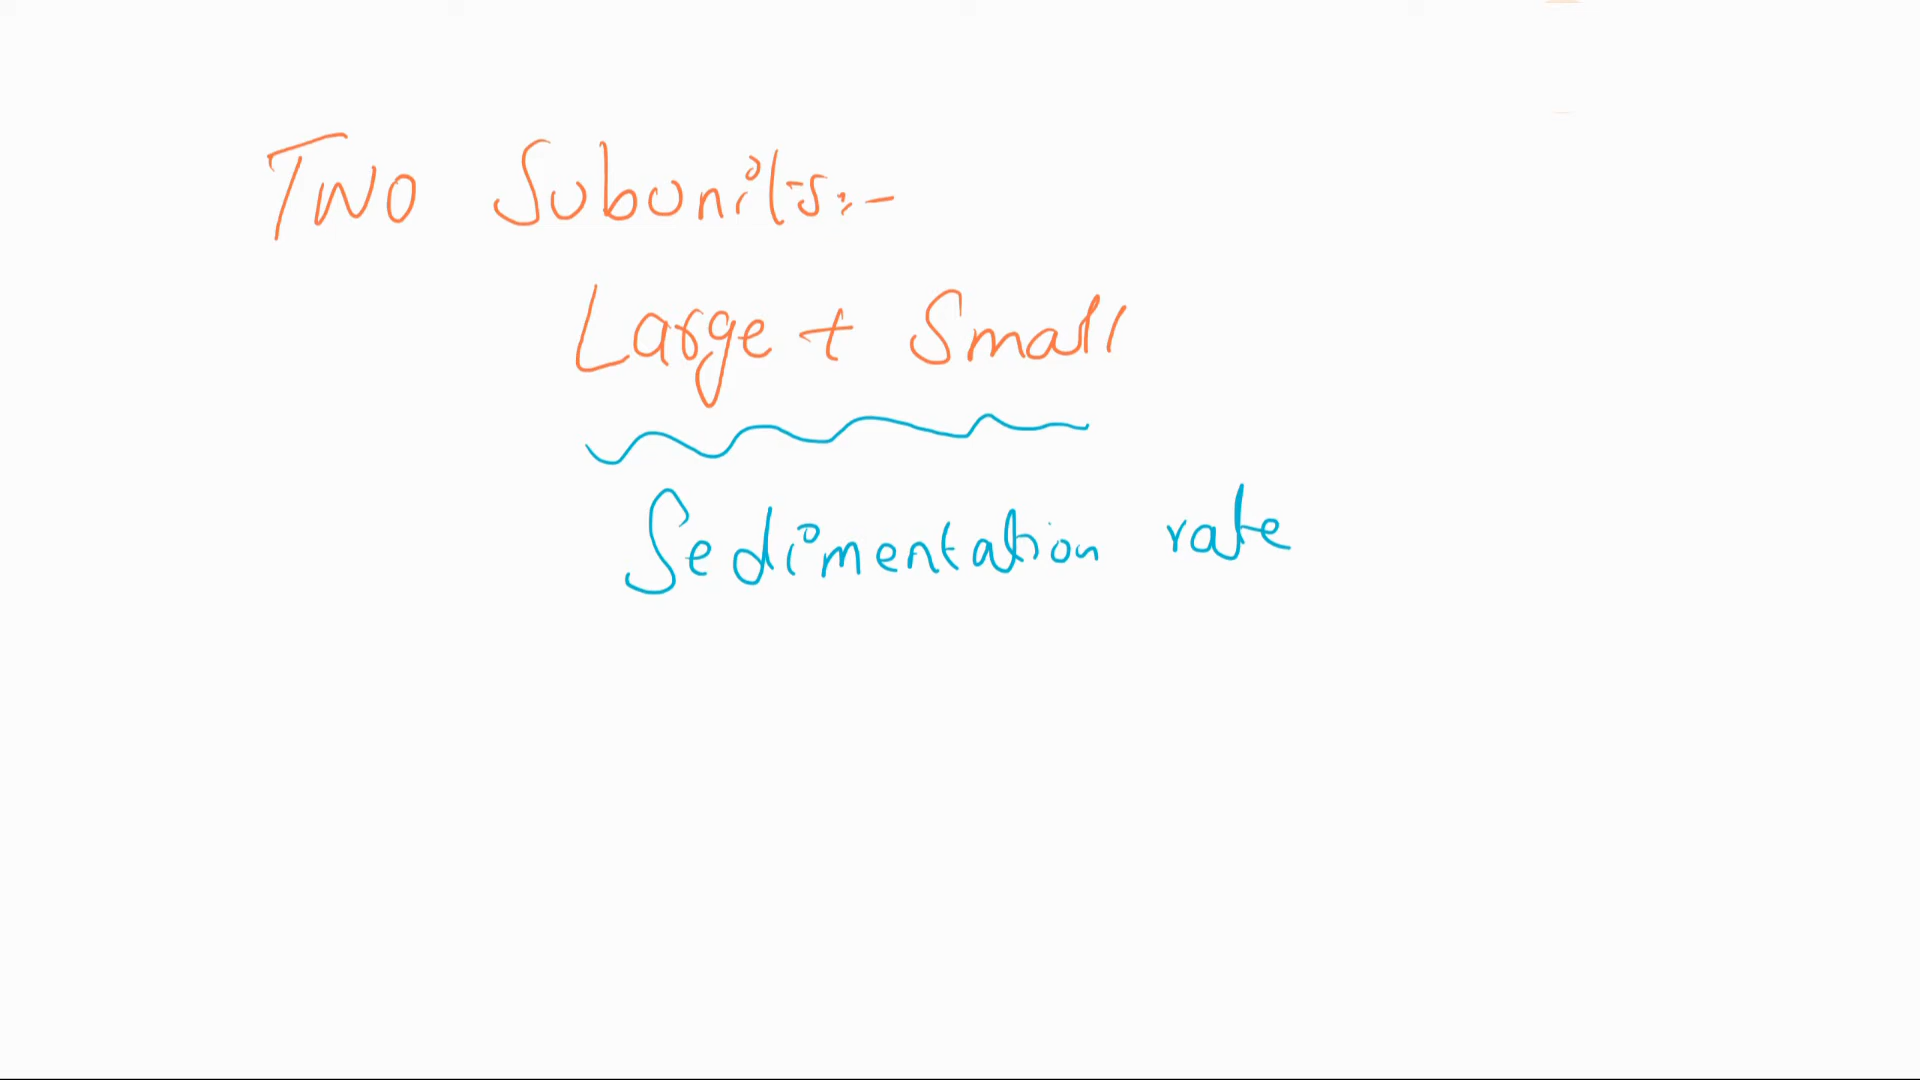 Two Subunits:-
Large + Small
Sedimentation rate